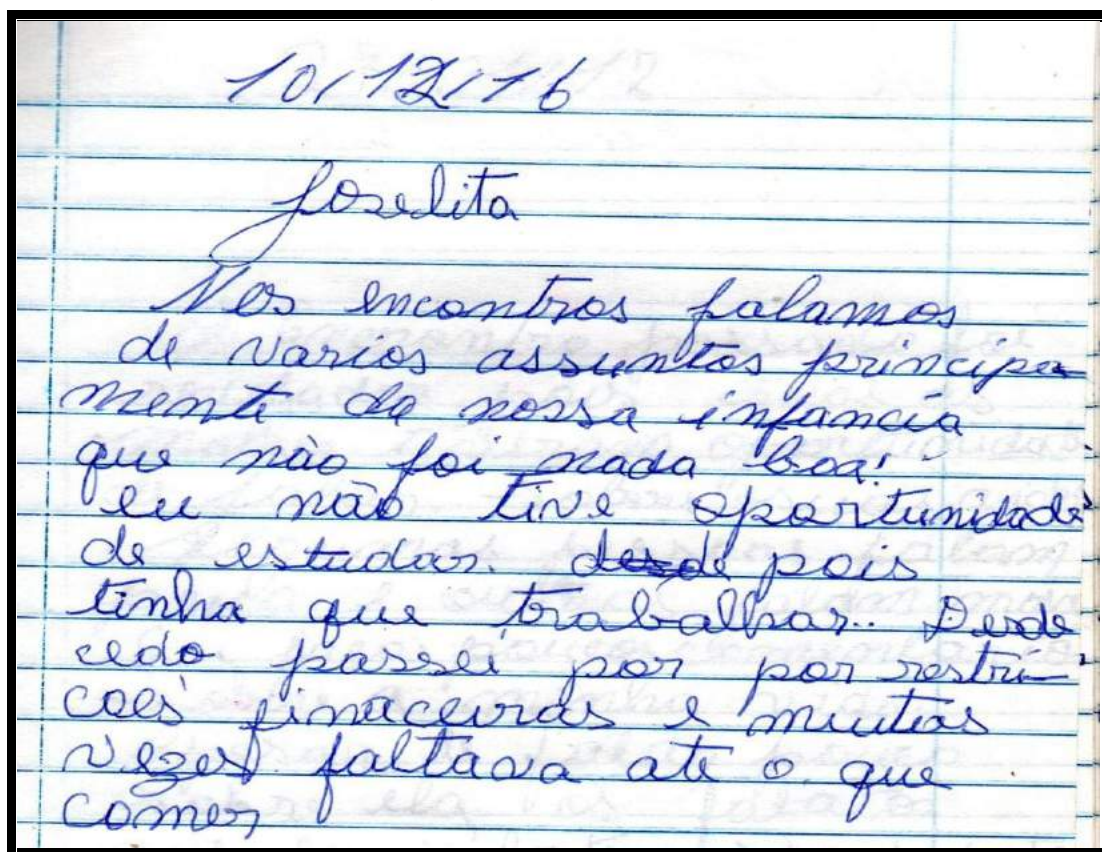 10/12/16
Joselita
Nos encontros falamos
de varios assuntos principa
mente da nossa infancia
que não foi nada boa!
eu não tive oportunidade
de estudar. desde pois
tinha que trabalhar.. Desde
cedo passei por por restri-
coes finaceiras e muitas
vezes faltava ate o que
comer